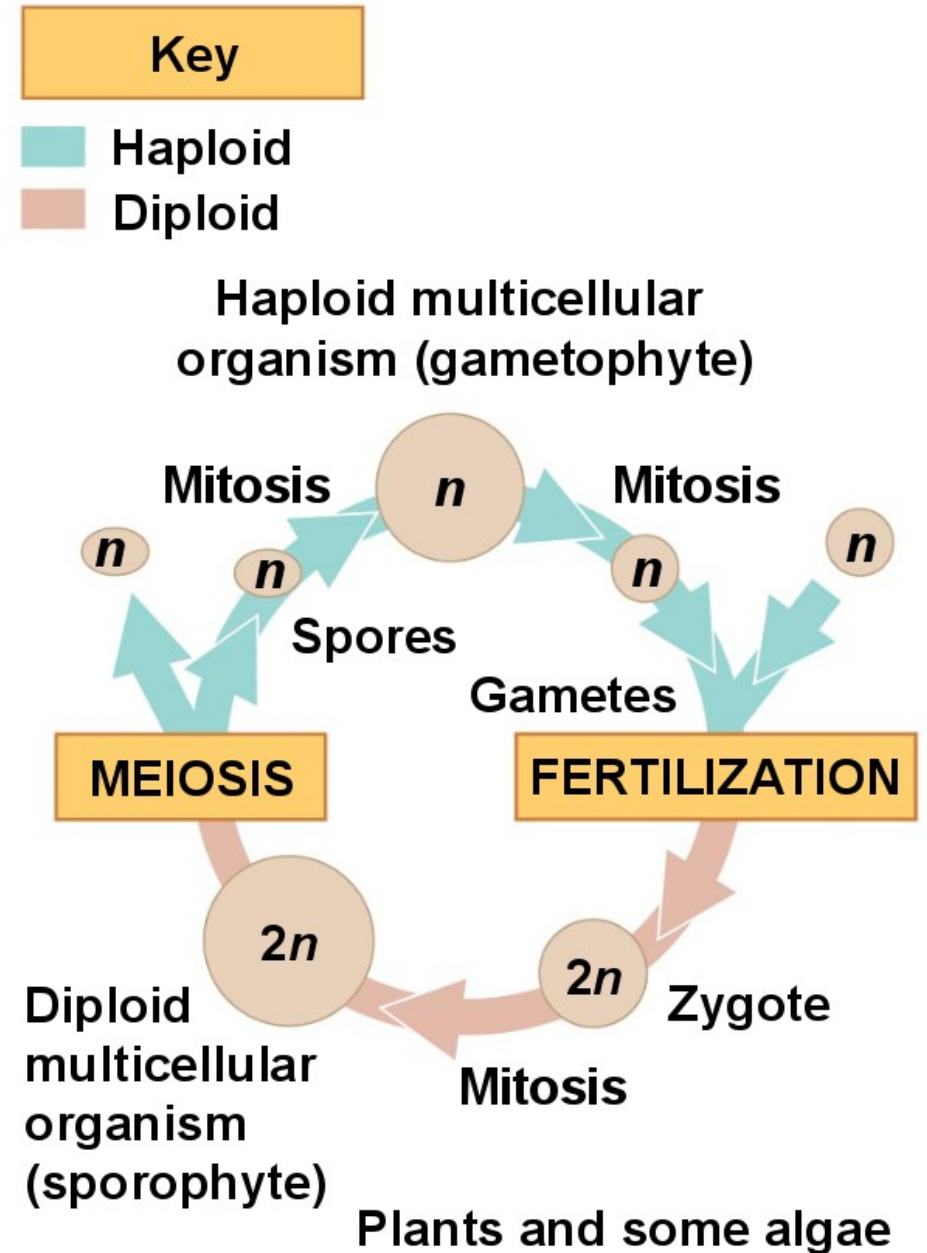 Key
Haploid
Diploid
Haploid multicellular
organism (gametophyte)
Mitosis
n
Mitosis
n
n
n
n
Spores
Gametes
MEIOSIS
FERTILIZATION
2n
2n
Diploid
multicellular
organism
(sporophyte)
Zygote
Mitosis
Plants and some algae